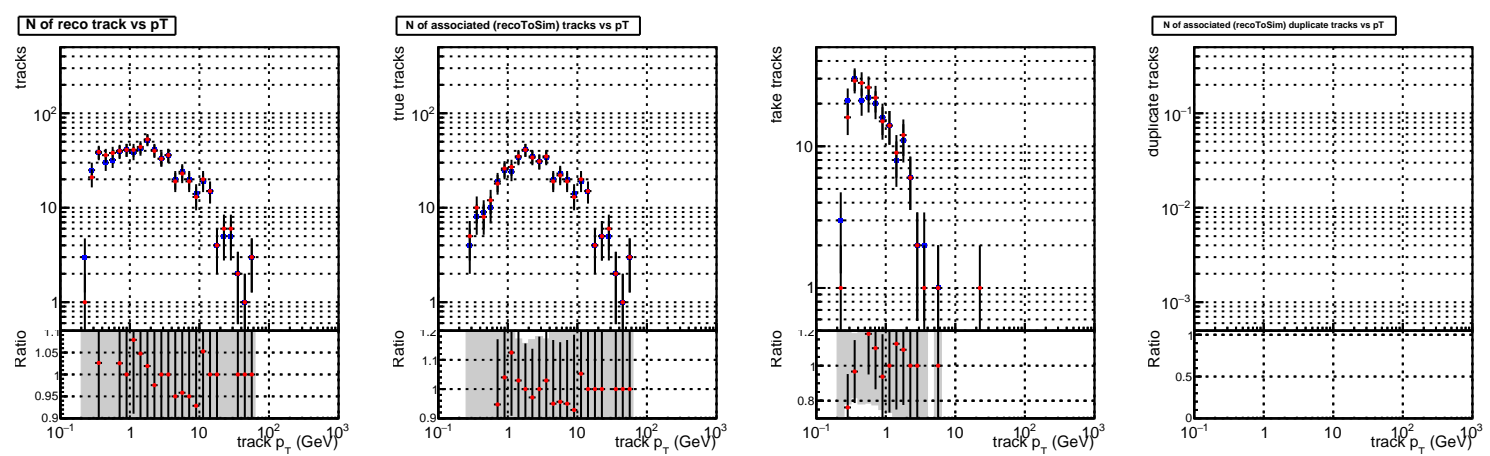 N of reco track vs pT
tracks
10²
10
1
Ratio
1.1
1.05
1
0.95
0.9
10⁻¹ 1 10 10² 10³
track p_T (GeV)
N of associated (recoToSim) tracks vs pT
true tracks
10²
10
1
Ratio
1.2
1.1
1
0.9
10⁻¹ 1 10 10² 10³
track p_T (GeV)
fake tracks
10
1
Ratio
1.2
1
0.8
10⁻¹ 1 10 10² 10³
track p_T (GeV)
N of associated (recoToSim) duplicate tracks vs pT
duplicate tracks
10⁻¹
10⁻²
10⁻³
Ratio
1
0.5
0
10⁻¹ 1 10 10² 10³
track p_T (GeV)